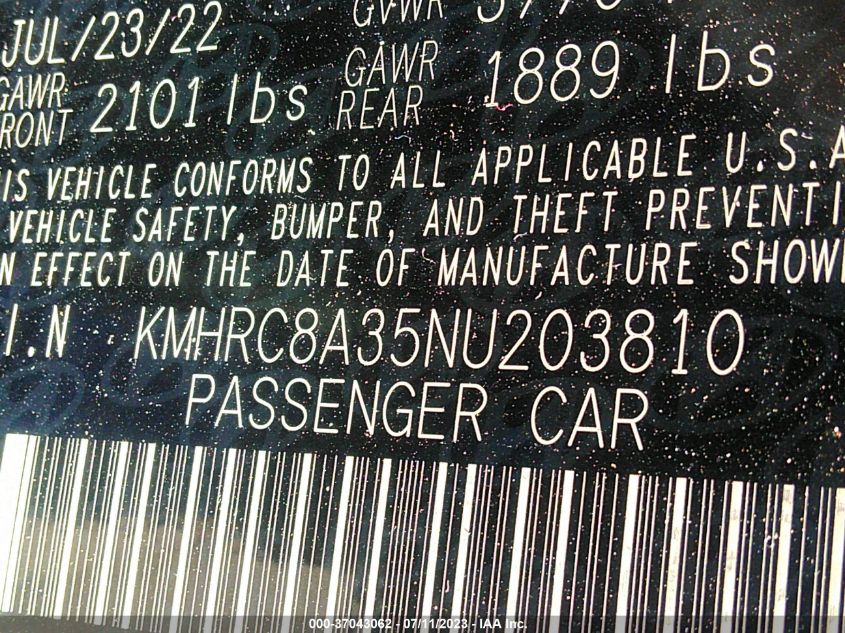 GVWR
JUL/23/22
GAWR FRONT 2101 lbs GAWR REAR 1889 lbs
IS VEHICLE CONFORMS TO ALL APPLICABLE U.S.A
VEHICLE SAFETY, BUMPER, AND THEFT PREVENTI
N EFFECT ON THE DATE OF MANUFACTURE SHOW
I.N KMHRC8A35NU203810
PASSENGER CAR
000-37043062 - 07/11/2023 - IAA Inc.